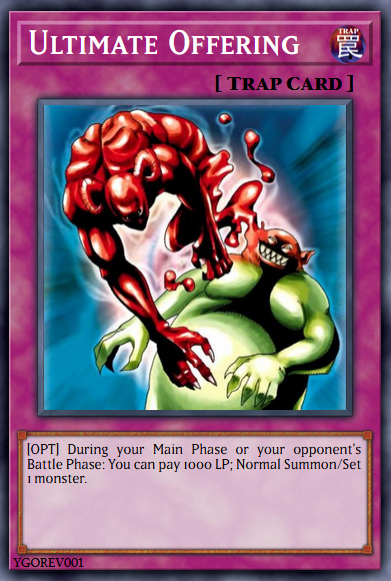 ULTIMATE OFFERING
TRAP
罠
[ TRAP CARD ]
[OPT] During your Main Phase or your opponent's
Battle Phase: You can pay 1000 LP; Normal Summon/Set
1 monster.
YGOREV001